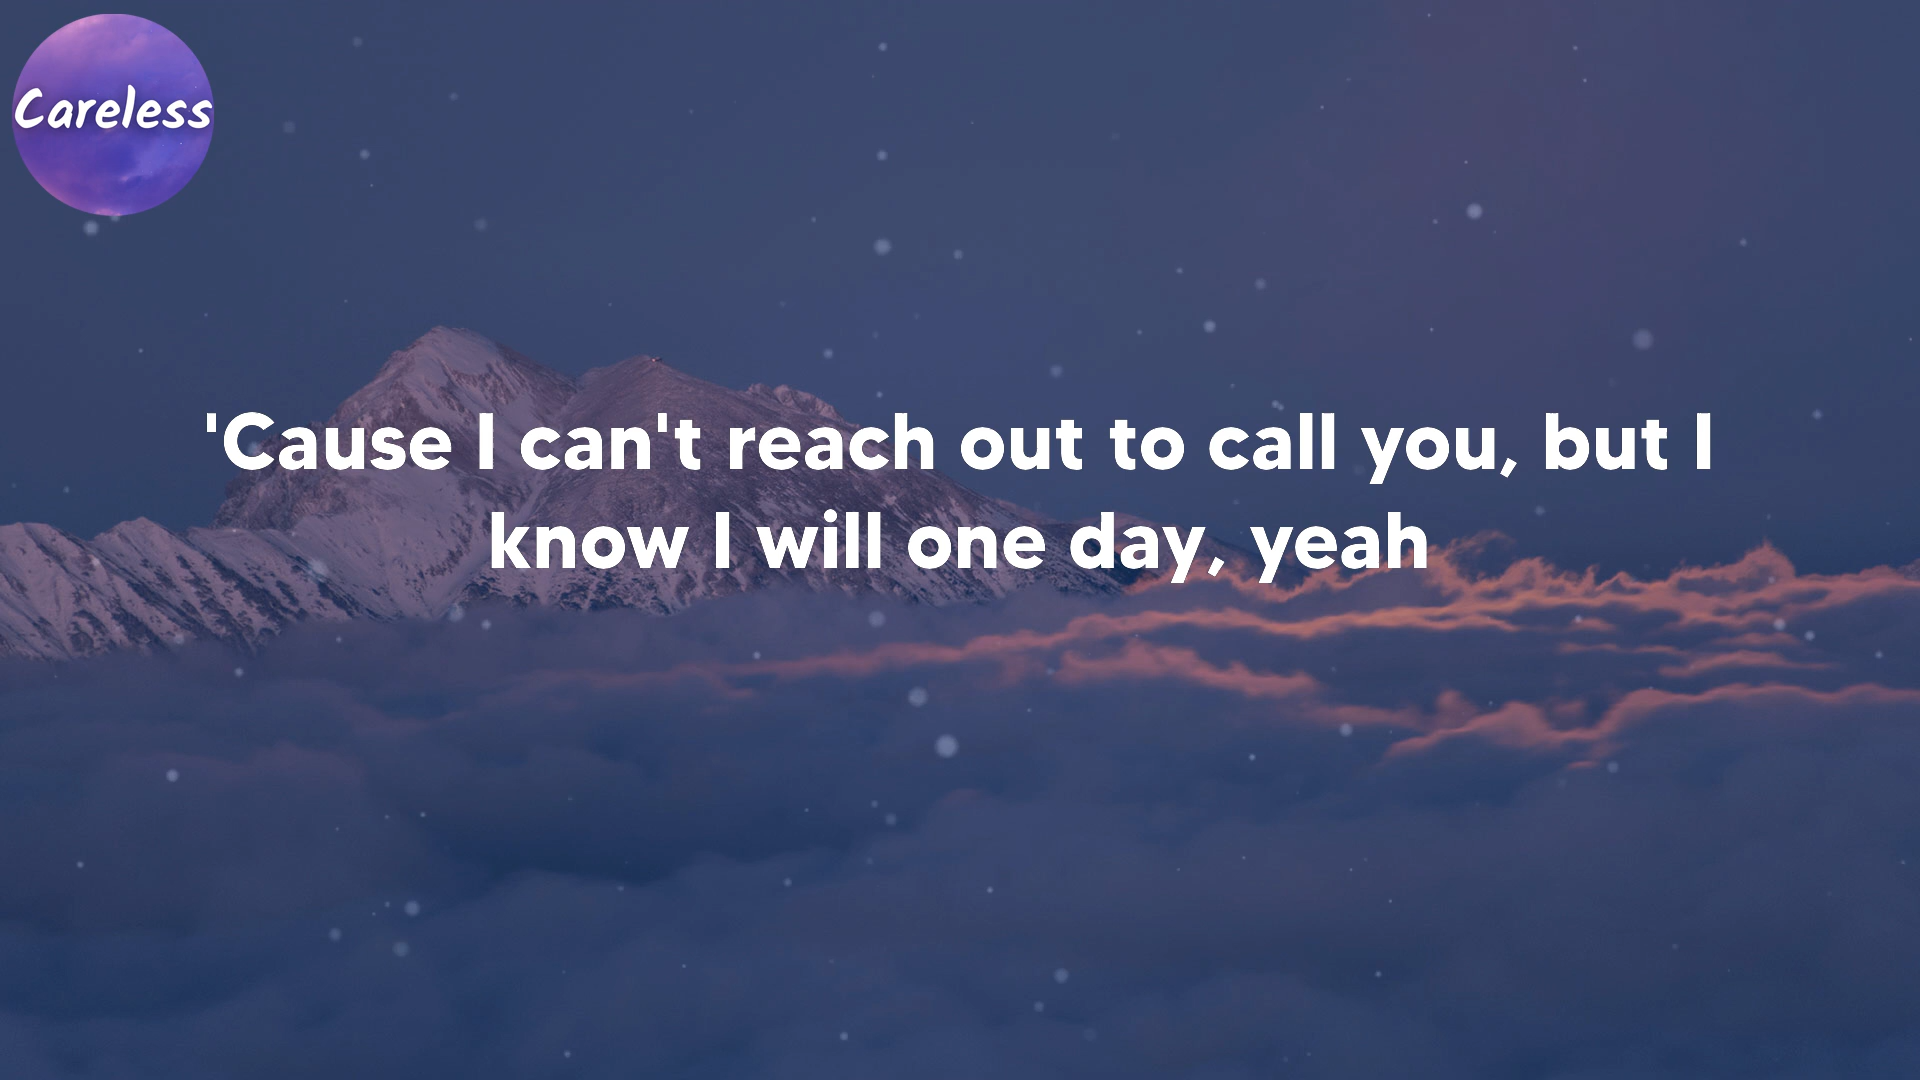 Careless
'Cause I can't reach out to call you, but I
know I will one day, yeah